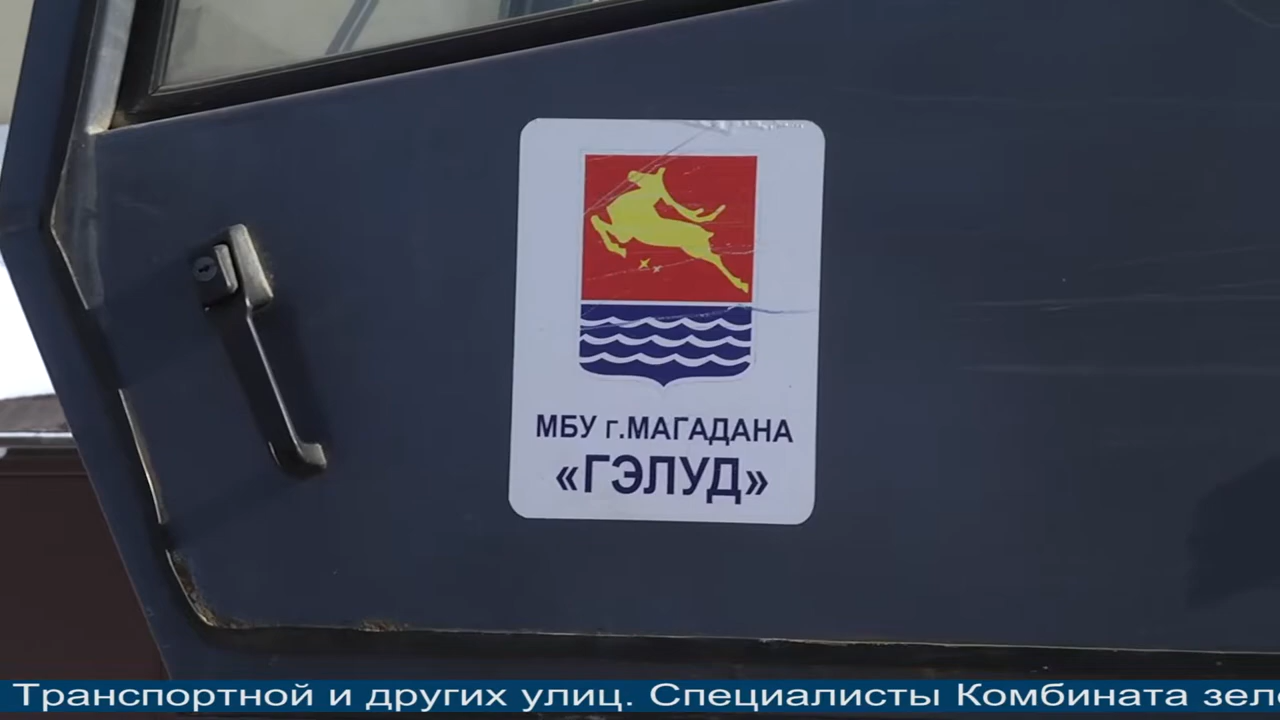 МБУ г.МАГАДАНА
«ГЭЛУД»
Транспортной и других улиц. Специалисты Комбината